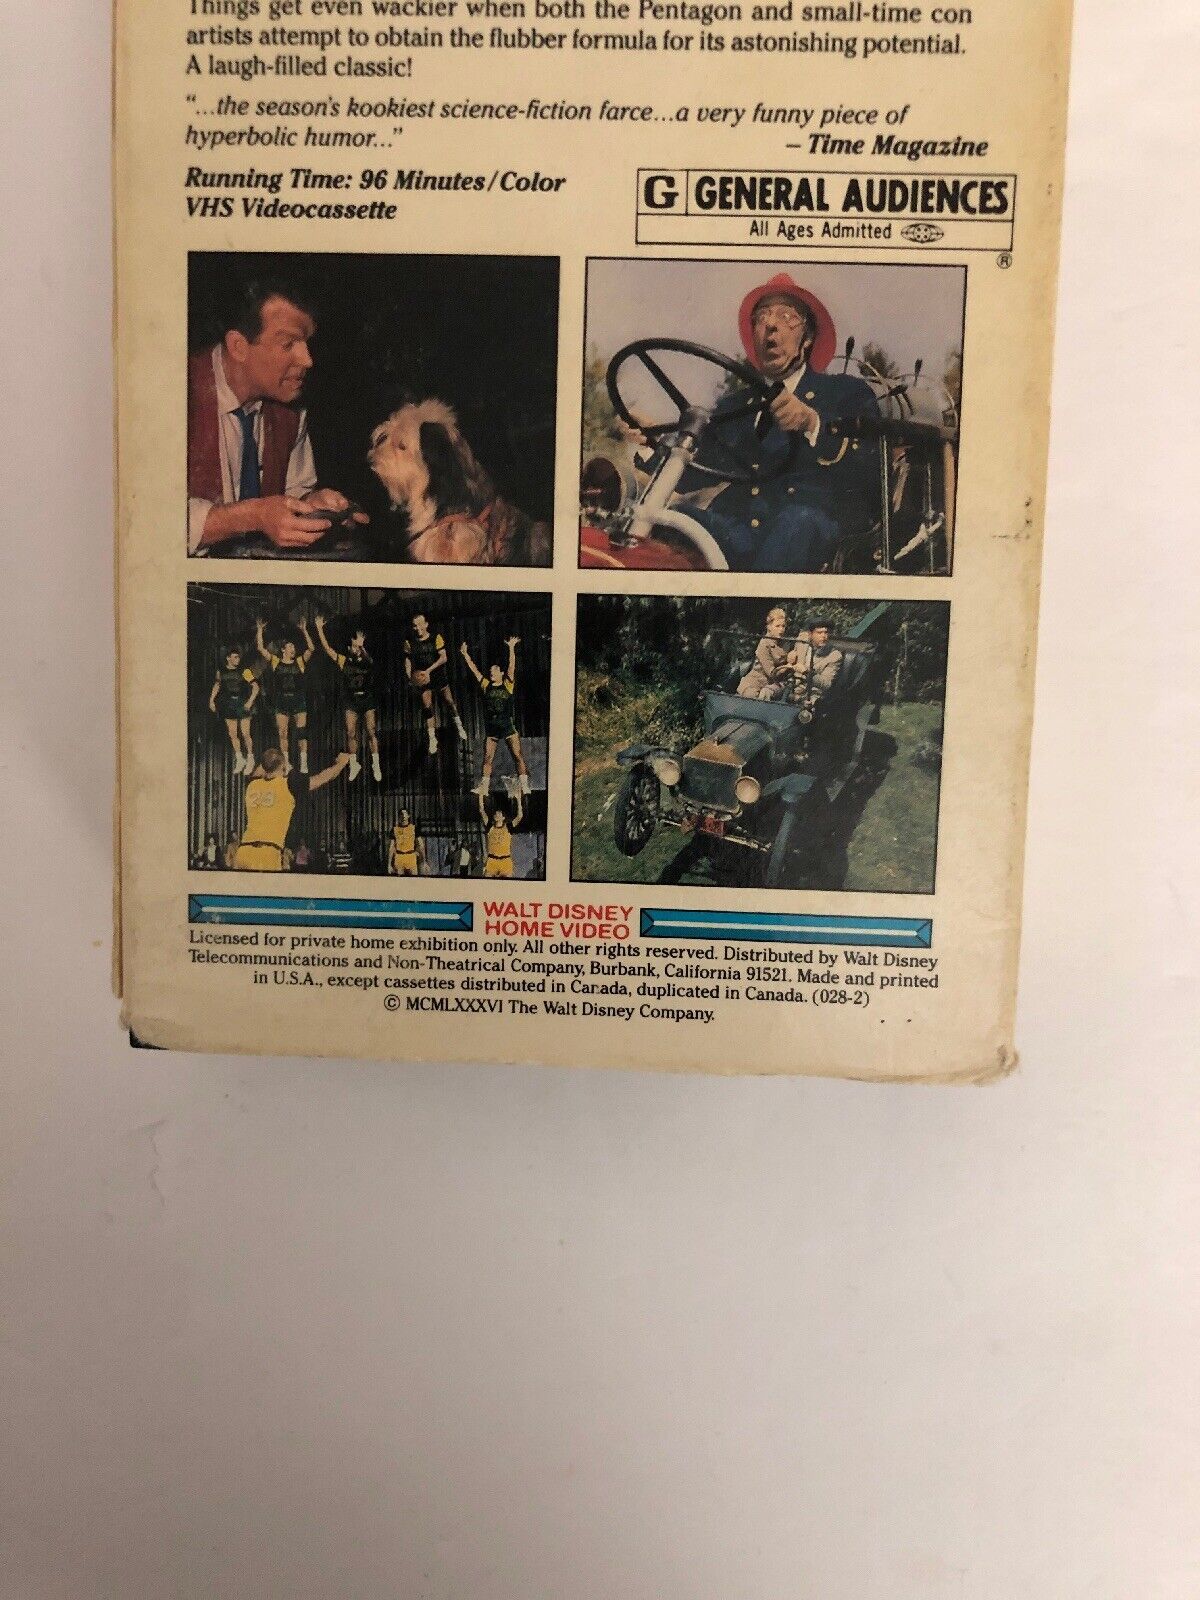 Things get even wackier when both the Pentagon and small-time con
artists attempt to obtain the flubber formula for its astonishing potential.
A laugh-filled classic!
"...the season's kookiest science-fiction farce...a very funny piece of
hyperbolic humor..."
– Time Magazine
Running Time: 96 Minutes/Color
VHS Videocassette
G GENERAL AUDIENCES
All Ages Admitted
®
WALT DISNEY
HOME VIDEO
Licensed for private home exhibition only. All other rights reserved. Distributed by Walt Disney
Telecommunications and Non-Theatrical Company, Burbank, California 91521. Made and printed
in U.S.A., except cassettes distributed in Canada, duplicated in Canada. (028-2)
© MCMLXXXVI The Walt Disney Company.